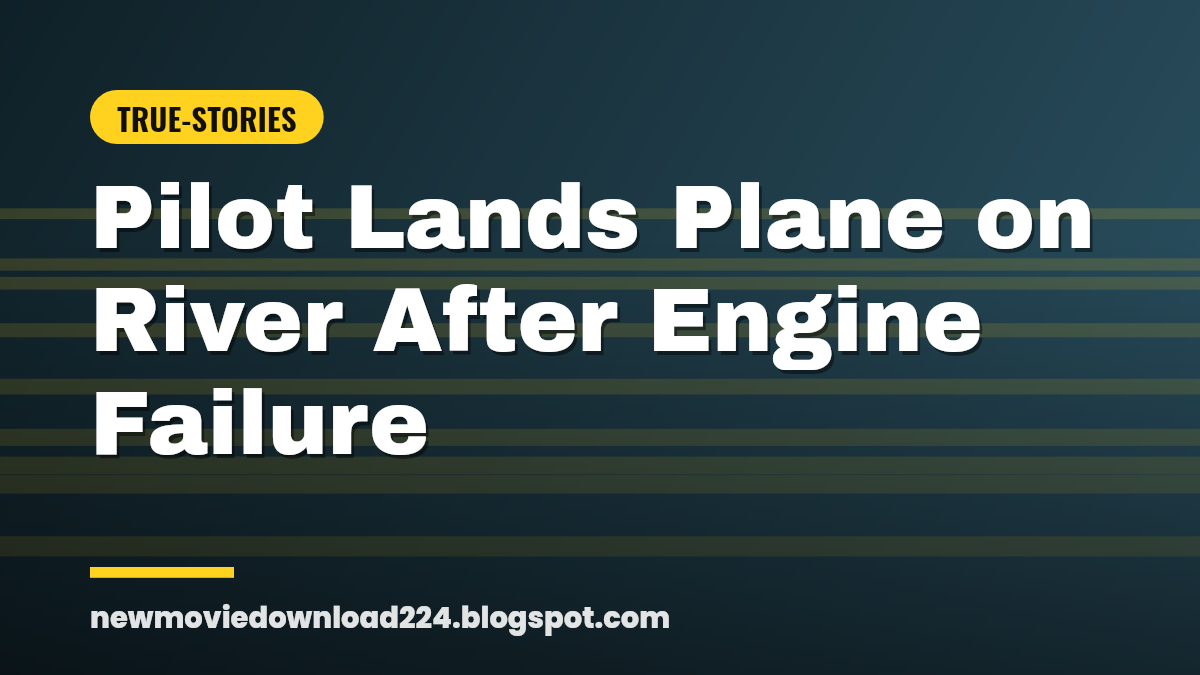 TRUE-STORIES
Pilot Lands Plane on
River After Engine
Failure
newmoviedownload224.blogspot.com